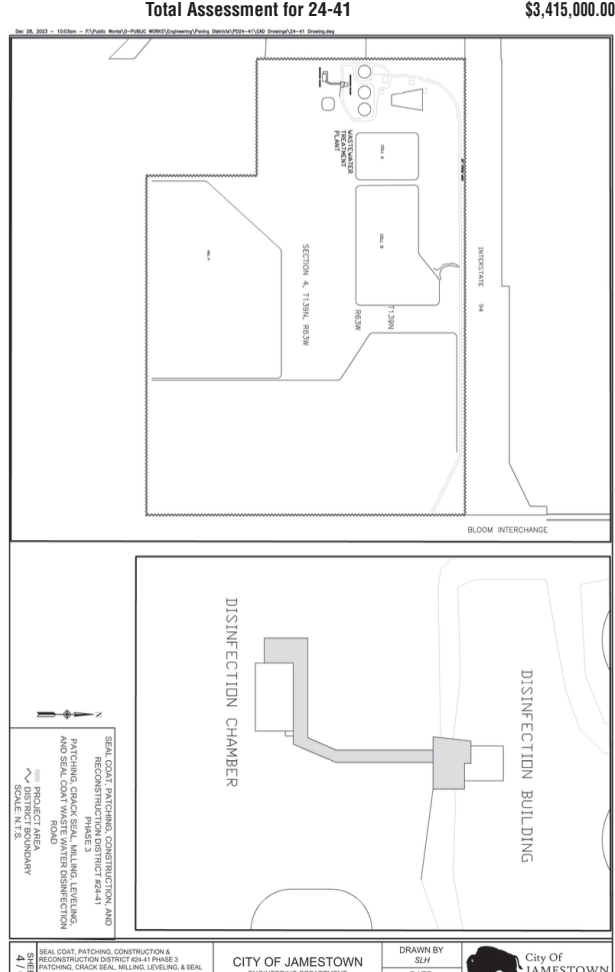 Total Assessment for 24-41 $3,415,000.00
Dec 28, 2023 - 10:03am - F:\Public Works\0-PUBLIC WORKS\Engineering\Paving Districts\PD24-41\CAD Drawings\24-41 Drawing.dwg
WASTEWATER
TREATMENT
PLANT
CELL A
CELL B
INTERSTATE 94
SECTION 4, T139N, R63W
T139N
R63W
BLOOM INTERCHANGE
DISINFECTION CHAMBER
DISINFECTION BUILDING
N
SEAL COAT, PATCHING, CONSTRUCTION, AND
RECONSTRUCTION DISTRICT #24-41
PHASE 3
PATCHING, CRACK SEAL, MILLING, LEVELING,
AND SEAL COAT WASTE WATER DISINFECTION
ROAD
PROJECT AREA
DISTRICT BOUNDARY
SCALE: N.T.S.
4 /
SEAL COAT, PATCHING, CONSTRUCTION &
RECONSTRUCTION DISTRICT #24-41 PHASE 3
PATCHING, CRACK SEAL, MILLING, LEVELING, & SEAL
CITY OF JAMESTOWN
DRAWN BY
SLH
City Of
JAMESTOWN